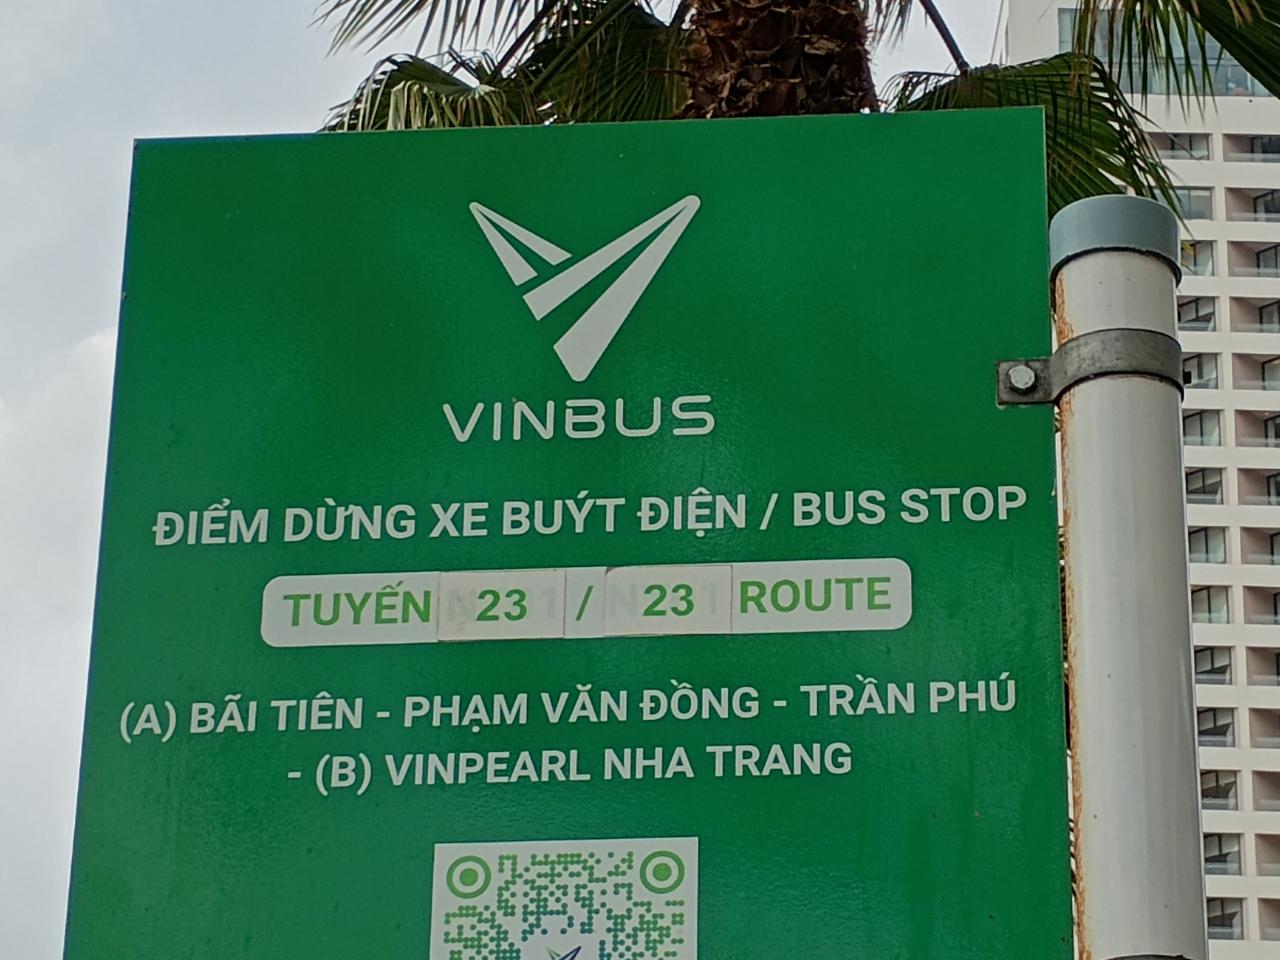 VINBUS
ĐIỂM DỪNG XE BUÝT ĐIỆN / BUS STOP
TUYẾN 23 / 23 ROUTE
(A) BÃI TIÊN - PHẠM VĂN ĐỒNG - TRẦN PHÚ
- (B) VINPEARL NHA TRANG